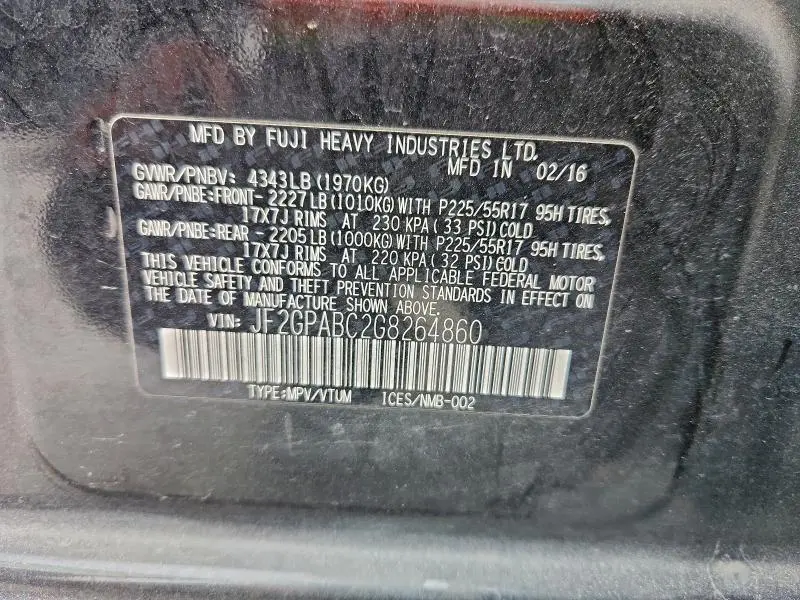 MFD BY FUJI HEAVY INDUSTRIES LTD.
MFD IN 02/16
GVWR/PNBV: 4343LB (1970KG)
GAWR/PNBE:FRONT- 2227LB (1010KG) WITH P225/55R17 95H TIRES,
17X7J RIMS AT 230 KPA ( 33 PSI) COLD
GAWR/PNBE:REAR - 2205LB (1000KG) WITH P225/55R17 95H TIRES,
17X7J RIMS AT 220 KPA ( 32 PSI) COLD
THIS VEHICLE CONFORMS TO ALL APPLICABLE FEDERAL MOTOR
VEHICLE SAFETY AND THEFT PREVENTION STANDARDS IN EFFECT ON
THE DATE OF MANUFACTURE SHOWN ABOVE.
VIN: JF2GPABC2G8264860
TYPE:MPV/VTUM ICES/NMB-002